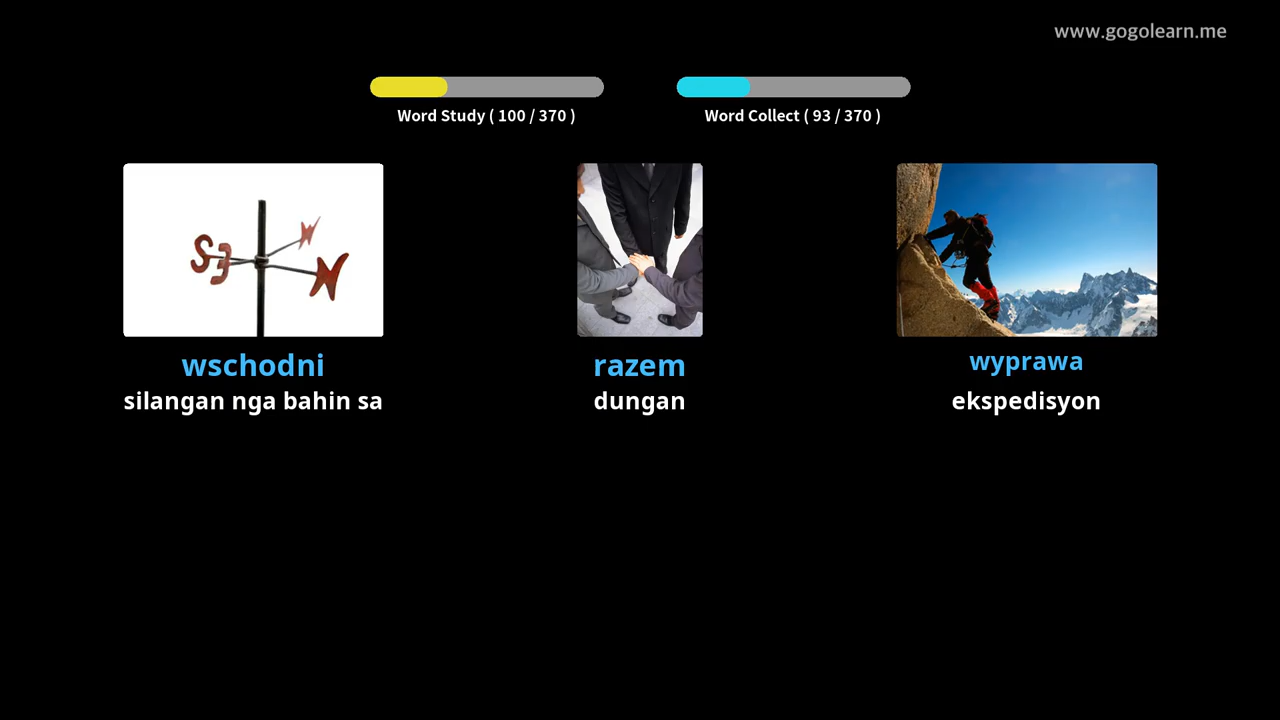 www.gogolearn.me
Word Study ( 100 / 370 )
Word Collect ( 93 / 370 )
wschodni
silangan nga bahin sa
razem
dungan
wyprawa
ekspedisyon